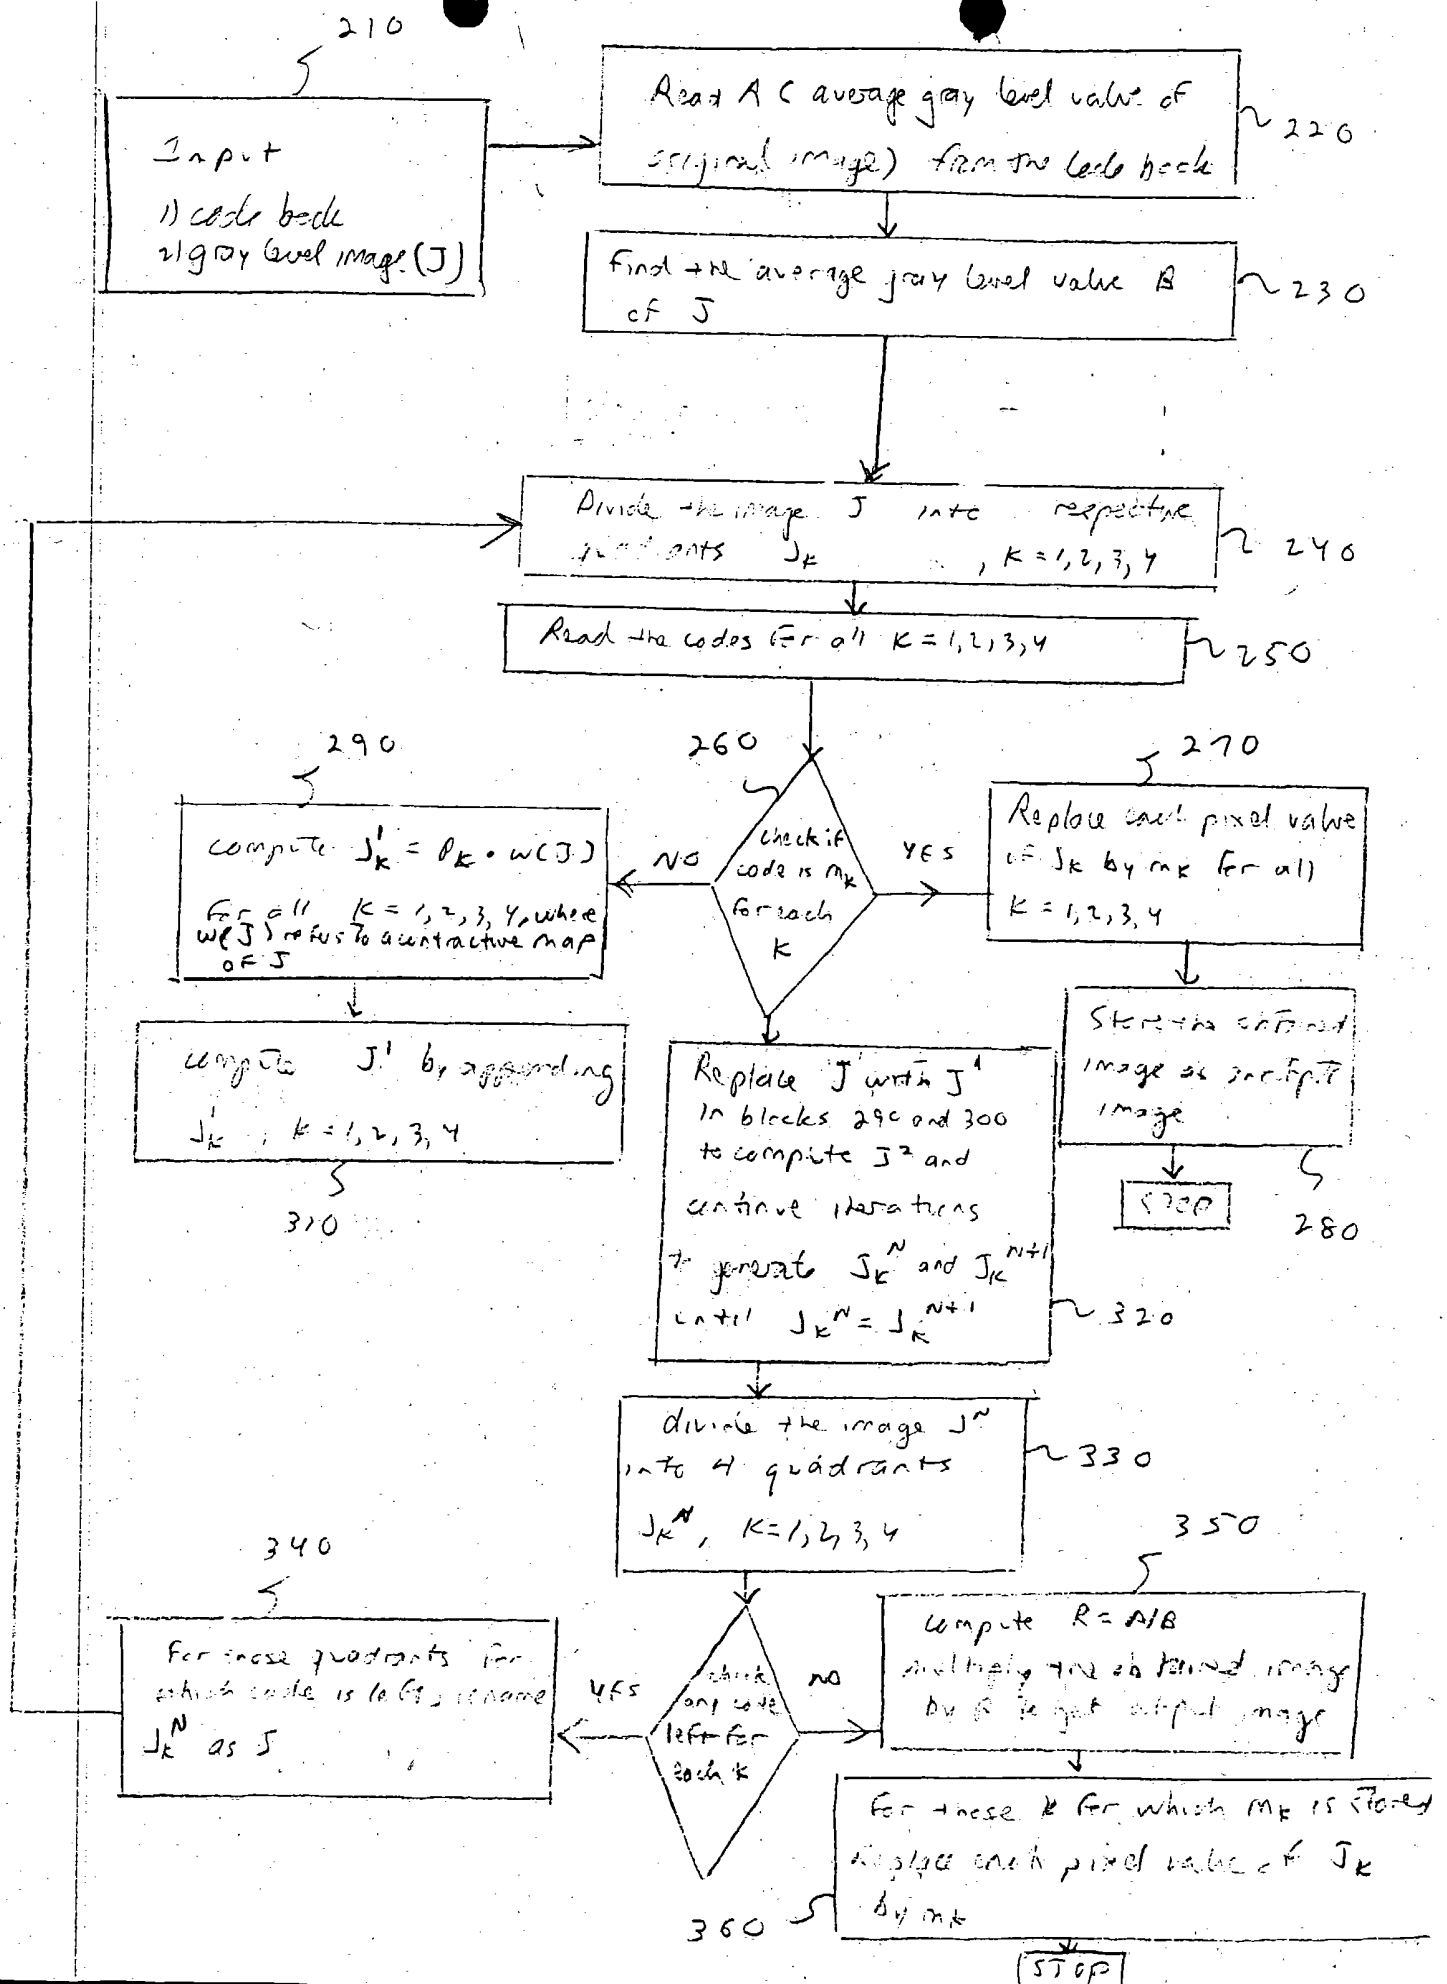 210
Input
1) code book
2) gray level image (J)
Read A (average gray level value of
original image) from the code book
220
Find the average gray level value B
of J
230
Divide the image J into respective
quadrants J_k , K = 1, 2, 3, 4
240
Read the codes for all K = 1, 2, 3, 4
250
260
check if
code is m_k
for each
K
NO
YES
290
compute J_k^1 = P_K . w(J)
For all K = 1, 2, 3, 4, where
w(J) refers to a contractive map
OF J
compute J^1 by appending
J_k^1 , K = 1, 2, 3, 4
310
270
Replace each pixel value
of J_k by m_k for all
K = 1, 2, 3, 4
Store the obtained
image as
image
280
STOP
Replace J with J^1
in blocks 290 and 300
to compute J^2 and
continue iterations
to generate J_k^N and J_k^N+1
until J_k^N = J_k^N+1
320
divide the image J^N
into 4 quadrants
J_k^N, K = 1, 2, 3, 4
330
340
For those quadrants for
which code is left, rename
J_k^N as J
YES
check
any code
left for
each k
NO
350
compute R = A/B
multiply the obtained image
by R to get output image
For those k for which m_k is stored
Replace each pixel value of J_k
by m_k
360
STOP